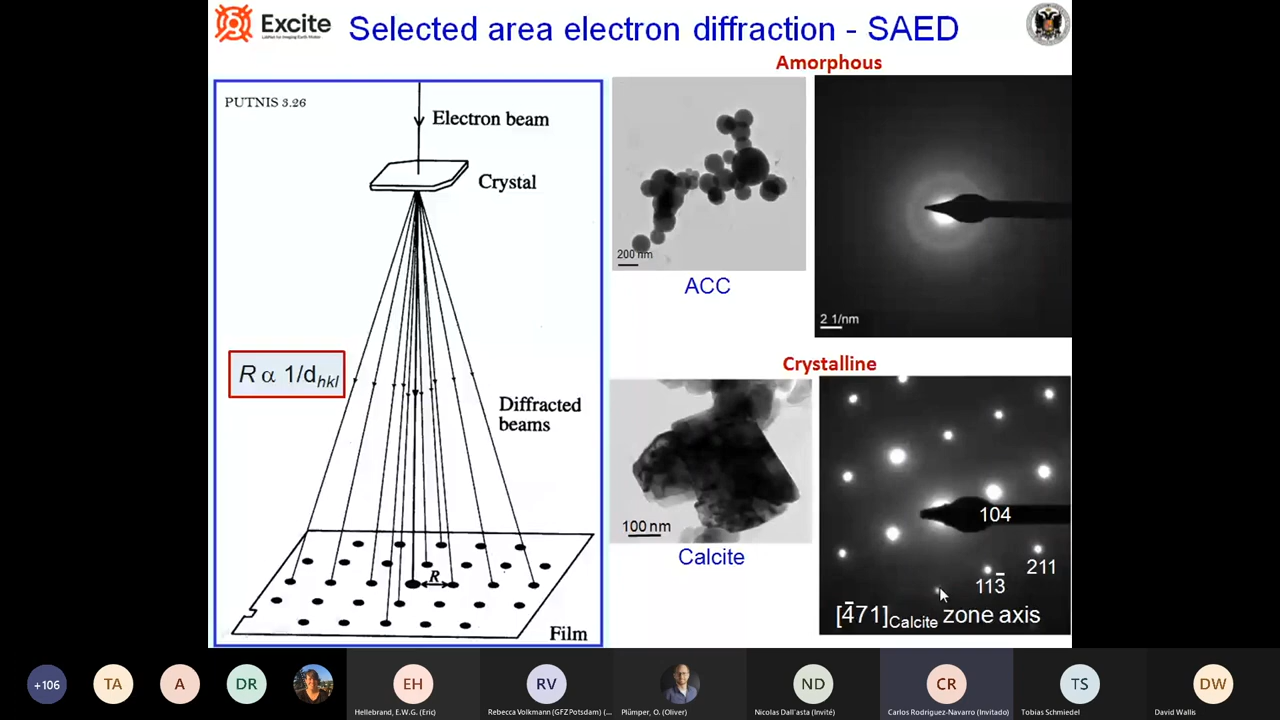 Excite
Selected area electron diffraction - SAED
Amorphous
PUTNIS 3.26
Electron beam
Crystal
200 nm
ACC
2 1/nm
R α 1/dhkl
Crystalline
Diffracted
beams
100 nm
Calcite
104
211
113̅
[4̅71]Calcite zone axis
R
Film
+106
TA
A
DR
EH
RV
ND
CR
TS
DW
Hellebrand, E.W.G. (Eric)
Rebecca Volkmann (GFZ Potsdam) (...
Plümper, O. (Oliver)
Nicolas Dall'asta (Invité)
Carlos Rodriguez-Navarro (Invitado)
Tobias Schmiedel
David Wallis